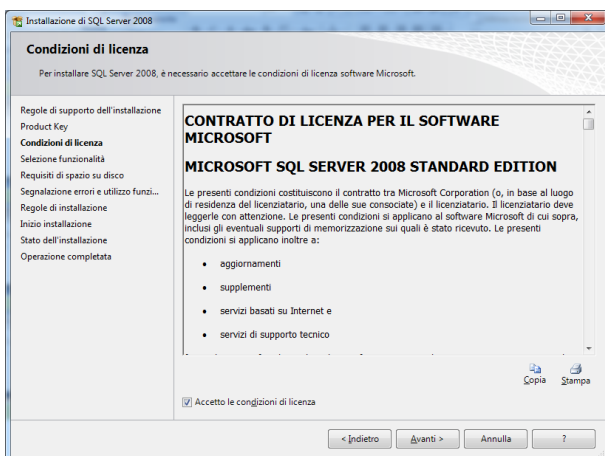 Installazione di SQL Server 2008
Condizioni di licenza
Per installare SQL Server 2008, è necessario accettare le condizioni di licenza software Microsoft.
Regole di supporto dell'installazione
Product Key
Condizioni di licenza
Selezione funzionalità
Requisiti di spazio su disco
Segnalazione errori e utilizzo funzi...
Regole di installazione
Inizio installazione
Stato dell'installazione
Operazione completata
CONTRATTO DI LICENZA PER IL SOFTWARE
MICROSOFT
MICROSOFT SQL SERVER 2008 STANDARD EDITION
Le presenti condizioni costituiscono il contratto tra Microsoft Corporation (o, in base al luogo
di residenza del licenziatario, una delle sue consociate) e il licenziatario. Il licenziatario deve
leggerle con attenzione. Le presenti condizioni si applicano al software Microsoft di cui sopra,
inclusi gli eventuali supporti di memorizzazione sui quali è stato ricevuto. Le presenti
condizioni si applicano inoltre a:
• aggiornamenti
• supplementi
• servizi basati su Internet e
• servizi di supporto tecnico
Copia Stampa
Accetto le condizioni di licenza
< Indietro Avanti > Annulla ?